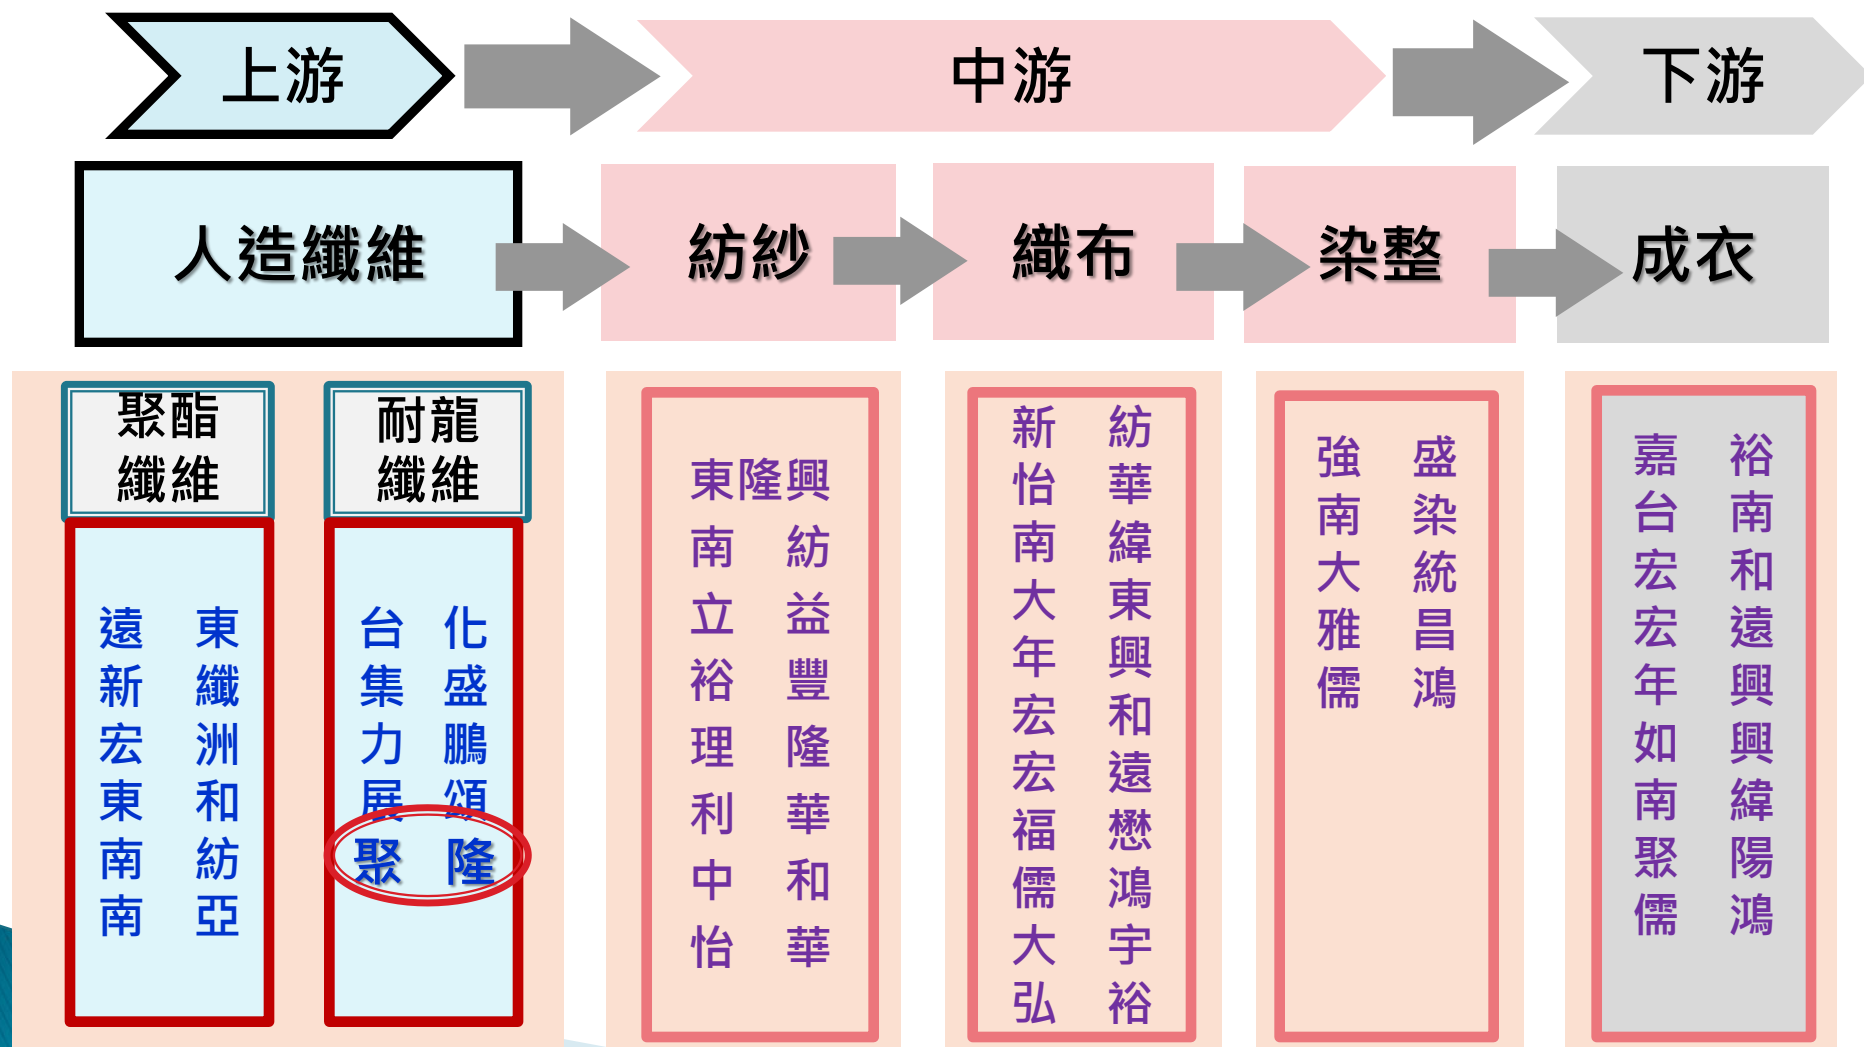 上游
中游
下游
人造纖維
紡紗
織布
染整
成衣
聚酯
纖維
遠 東
新 纖
宏 洲
東 和
南 紡
南 亞
耐龍
纖維
台 化
集 盛
力 鵬
展 頌
聚 隆
東隆興
南 紡
立 益
裕 豐
理 隆
利 華
中 和
怡 華
新 紡
怡 華
南 緯
大 東
年 興
宏 和
宏 遠
福 懋
儒 鴻
大 宇
弘 裕
強 盛
南 染
大 統
雅 昌
儒 鴻
嘉 裕
台 南
宏 和
宏 遠
年 興
如 興
南 緯
聚 陽
儒 鴻